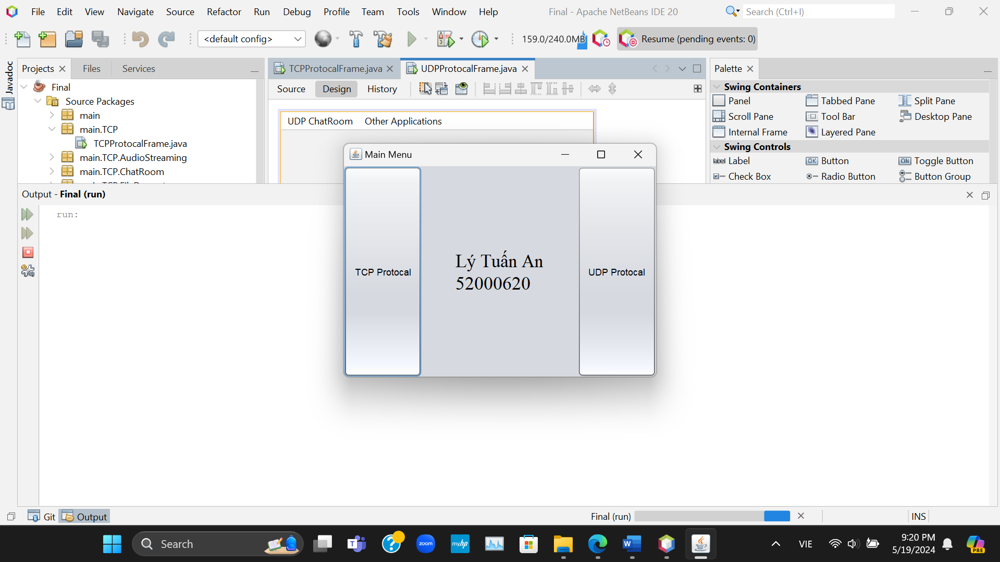 File Edit View Navigate Source Refactor Run Debug Profile Team Tools Window Help Final - Apache NetBeans IDE 20 Search (Ctrl+I)
<default config> 159.0/240.0MB Resume (pending events: 0)
Javadoc
Projects Files Services
Final
Source Packages
main
main.TCP
TCPProtocalFrame.java
main.TCP.AudioStreaming
main.TCP.ChatRoom
TCPProtocalFrame.java UDPProtocalFrame.java
Source Design History
UDP ChatRoom Other Applications
Palette
Swing Containers
Panel Tabbed Pane Split Pane
Scroll Pane Tool Bar Desktop Pane
Internal Frame Layered Pane
Swing Controls
label Label OK Button ON Toggle Button
Check Box Radio Button Button Group
Main Menu
TCP Protocal
Lý Tuấn An
52000620
UDP Protocal
Output - Final (run)
run:
Git Output Final (run) INS
Search
zoom
myhp
VIE
9:20 PM
5/19/2024
PRE